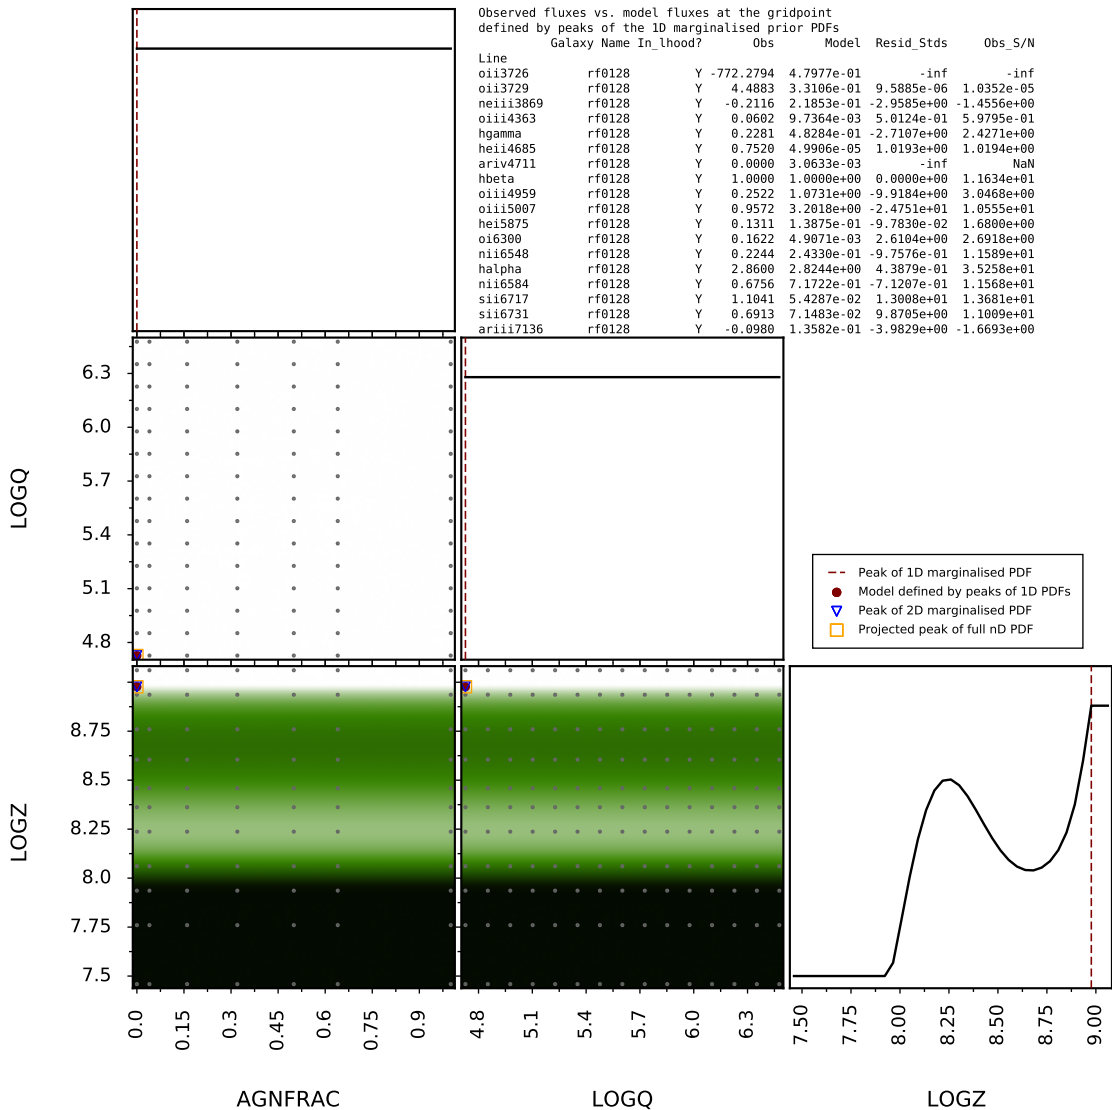 Observed fluxes vs. model fluxes at the gridpoint
defined by peaks of the 1D marginalised prior PDFs
Galaxy Name In_lhood? Obs Model Resid_Stds Obs_S/N
Line
oii3726 rf0128 Y -772.2794 4.7977e-01 -inf -inf
oii3729 rf0128 Y 4.4883 3.3106e-01 9.5885e-06 1.0352e-05
neiii3869 rf0128 Y -0.2116 2.1853e-01 -2.9585e+00 -1.4556e+00
oiii4363 rf0128 Y 0.0602 9.7364e-03 5.0124e-01 5.9795e-01
hgamma rf0128 Y 0.2281 4.8284e-01 -2.7107e+00 2.4271e+00
heii4685 rf0128 Y 0.7520 4.9906e-05 1.0193e+00 1.0194e+00
ariv4711 rf0128 Y 0.0000 3.0633e-03 -inf NaN
hbeta rf0128 Y 1.0000 1.0000e+00 0.0000e+00 1.1634e+01
oiii4959 rf0128 Y 0.2522 1.0731e+00 -9.9184e+00 3.0468e+00
oiii5007 rf0128 Y 0.9572 3.2018e+00 -2.4751e+01 1.0555e+01
hei5875 rf0128 Y 0.1311 1.3875e-01 -9.7830e-02 1.6800e+00
oi6300 rf0128 Y 0.1622 4.9071e-03 2.6104e+00 2.6918e+00
nii6548 rf0128 Y 0.2244 2.4330e-01 -9.7576e-01 1.1589e+01
halpha rf0128 Y 2.8600 2.8244e+00 4.3879e-01 3.5258e+01
nii6584 rf0128 Y 0.6756 7.1722e-01 -7.1207e-01 1.1568e+01
sii6717 rf0128 Y 1.1041 5.4287e-02 1.3008e+01 1.3681e+01
sii6731 rf0128 Y 0.6913 7.1483e-02 9.8705e+00 1.1009e+01
ariii7136 rf0128 Y -0.0980 1.3582e-01 -3.9829e+00 -1.6693e+00
6.3
6.0
5.7
5.4
5.1
4.8
LOGQ
Peak of 1D marginalised PDF
Model defined by peaks of 1D PDFs
Peak of 2D marginalised PDF
Projected peak of full nD PDF
8.75
8.5
8.25
8.0
7.75
7.5
LOGZ
0.0 0.15 0.3 0.45 0.6 0.75 0.9
4.8 5.1 5.4 5.7 6.0 6.3
7.50 7.75 8.00 8.25 8.50 8.75 9.00
AGNFRAC LOGQ LOGZ